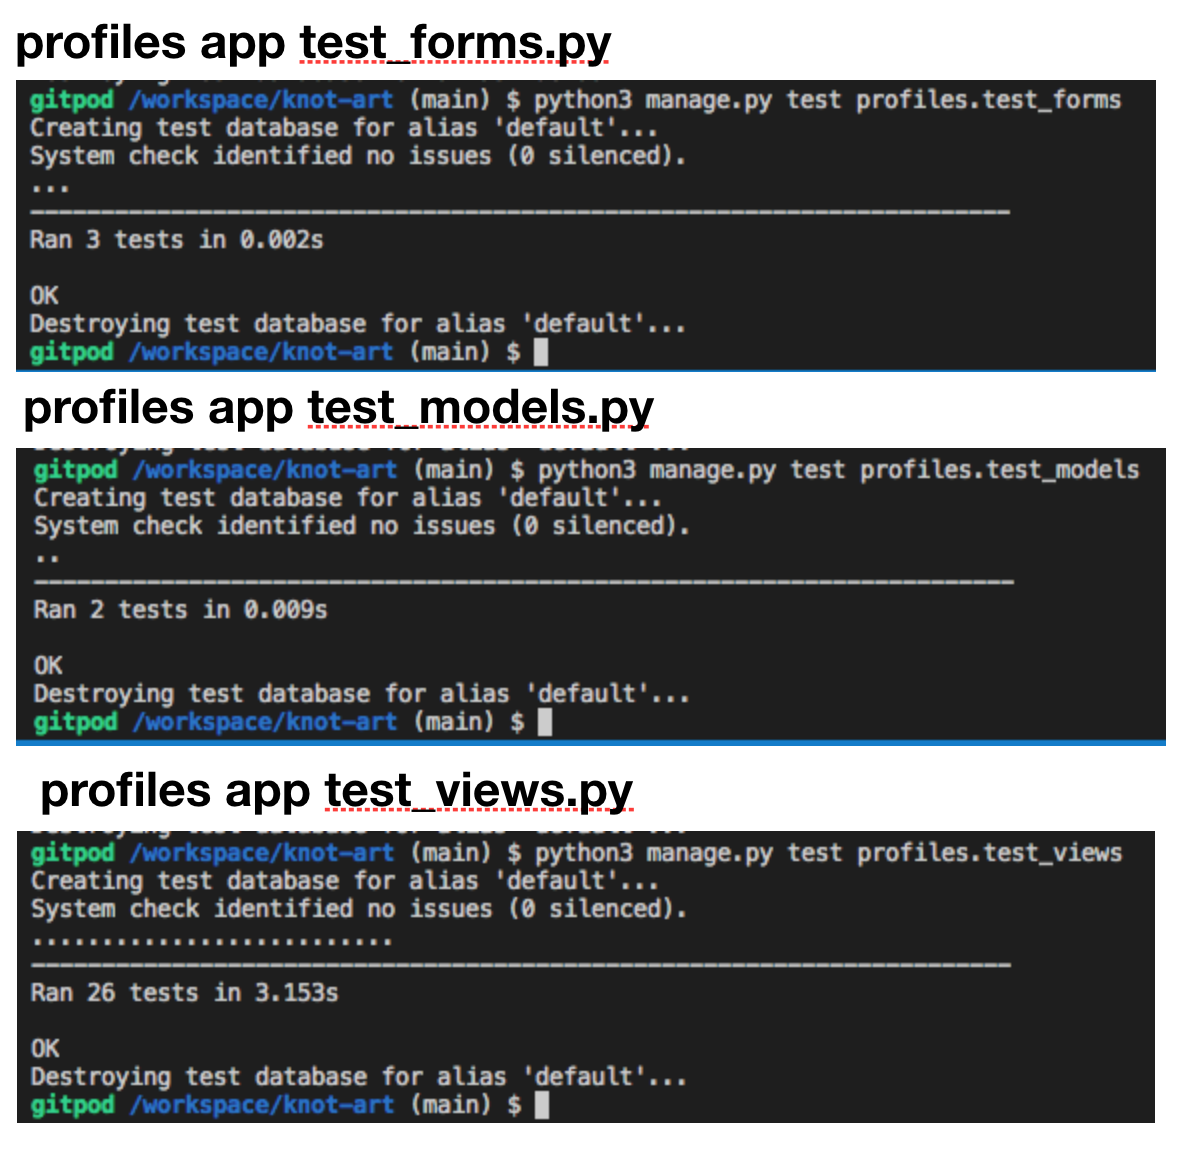 profiles app test_forms.py
gitpod /workspace/knot-art (main) $ python3 manage.py test profiles.test_forms
Creating test database for alias 'default'...
System check identified no issues (0 silenced).
...
----------------------------------------------------------------------
Ran 3 tests in 0.002s
OK
Destroying test database for alias 'default'...
gitpod /workspace/knot-art (main) $
profiles app test_models.py
gitpod /workspace/knot-art (main) $ python3 manage.py test profiles.test_models
Creating test database for alias 'default'...
System check identified no issues (0 silenced).
..
----------------------------------------------------------------------
Ran 2 tests in 0.009s
OK
Destroying test database for alias 'default'...
gitpod /workspace/knot-art (main) $
profiles app test_views.py
gitpod /workspace/knot-art (main) $ python3 manage.py test profiles.test_views
Creating test database for alias 'default'...
System check identified no issues (0 silenced).
..........................
----------------------------------------------------------------------
Ran 26 tests in 3.153s
OK
Destroying test database for alias 'default'...
gitpod /workspace/knot-art (main) $